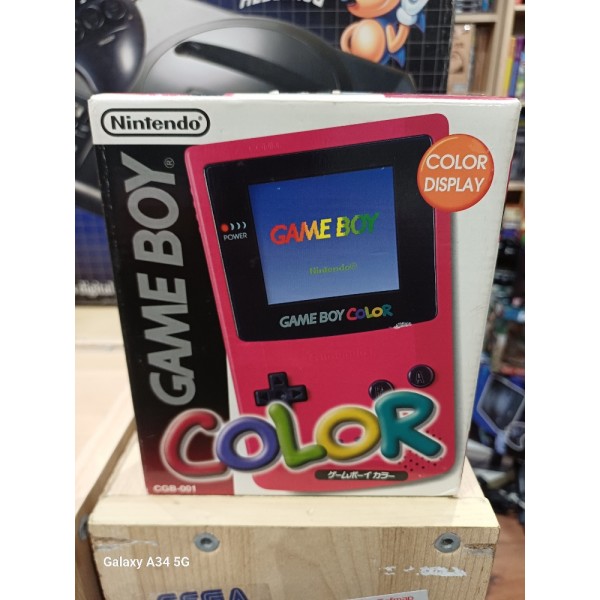 Nintendo
GAME BOY
COLOR
DISPLAY
POWER
GAME BOY
Nintendo®
GAME BOY COLOR
COLOR
ゲームボーイ カラー
CGB-001
digital
A
Galaxy A34 5G
SEGA